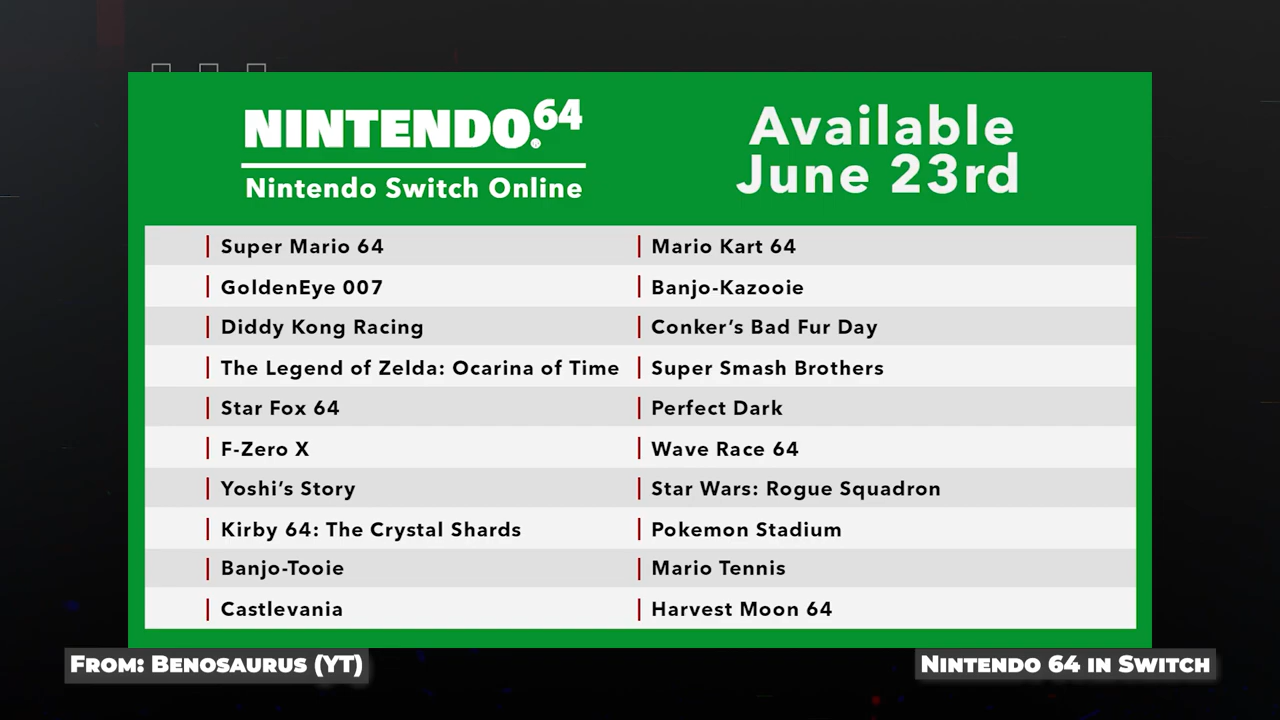 NINTENDO.64
Nintendo Switch Online
Available
June 23rd
Super Mario 64
Mario Kart 64
GoldenEye 007
Banjo-Kazooie
Diddy Kong Racing
Conker's Bad Fur Day
The Legend of Zelda: Ocarina of Time
Super Smash Brothers
Star Fox 64
Perfect Dark
F-Zero X
Wave Race 64
Yoshi's Story
Star Wars: Rogue Squadron
Kirby 64: The Crystal Shards
Pokemon Stadium
Banjo-Tooie
Mario Tennis
Castlevania
Harvest Moon 64
From: Benosaurus (YT)
Nintendo 64 in Switch